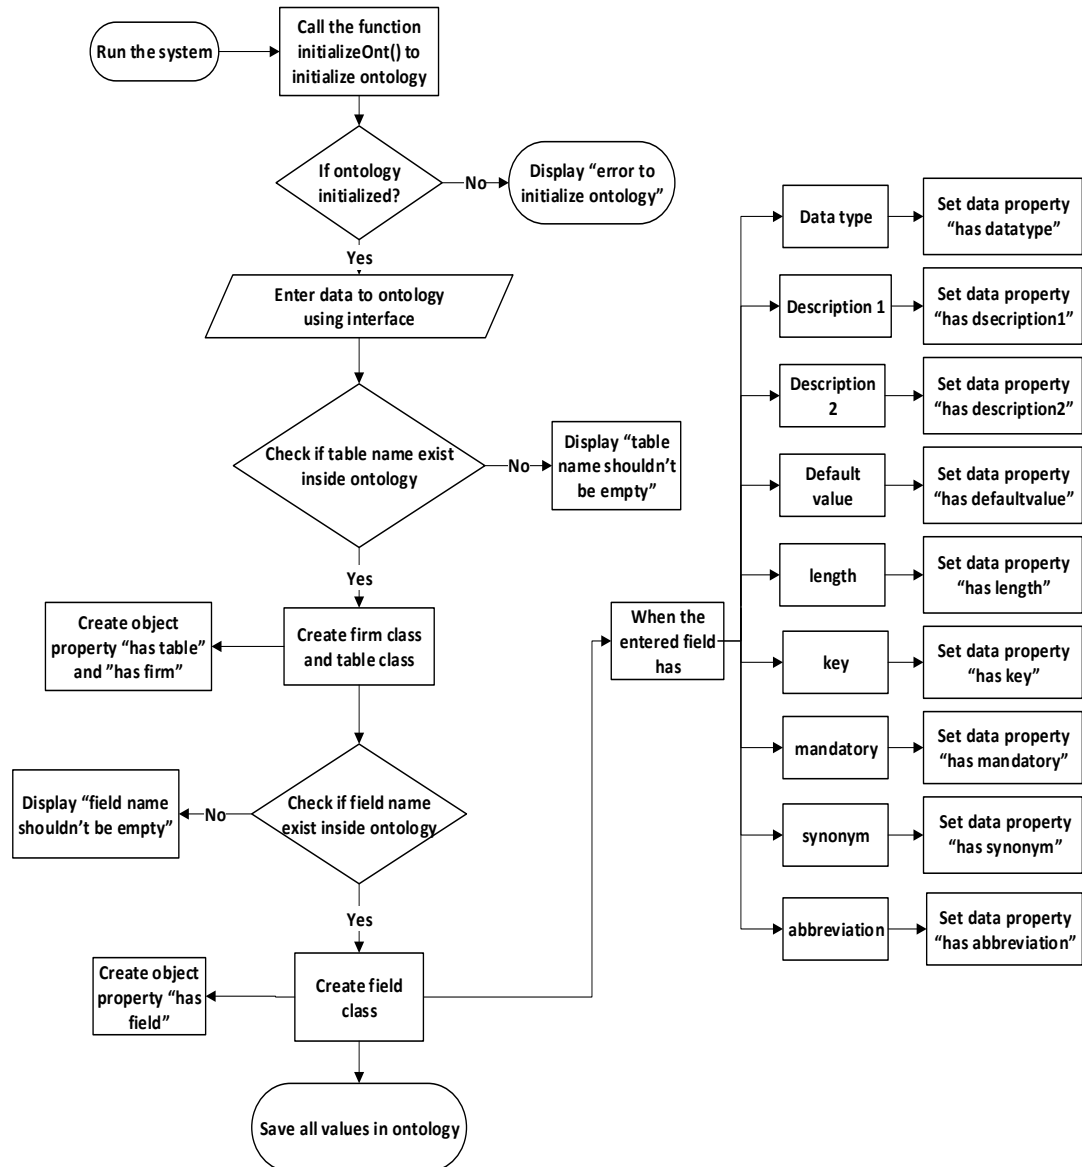 Run the system
Call the function
initializeOnt() to
initialize ontology
If ontology
initialized?
No
Display “error to
initialize ontology”
Yes
Enter data to ontology
using interface
Check if table name exist
inside ontology
No
Display “table
name shouldn’t
be empty”
Yes
Create firm class
and table class
Create object
property “has table”
and ”has firm”
Check if field name
exist inside ontology
No
Display “field name
shouldn’t be empty”
Yes
Create field
class
Create object
property “has
field”
Save all values in ontology
When the
entered field
has
Data type
Set data property
“has datatype”
Description 1
Set data property
“has dsecription1”
Description
2
Set data property
“has description2”
Default
value
Set data property
“has defaultvalue”
length
Set data property
“has length”
key
Set data property
“has key”
mandatory
Set data property
“has mandatory”
synonym
Set data property
“has synonym”
abbreviation
Set data property
“has abbreviation”